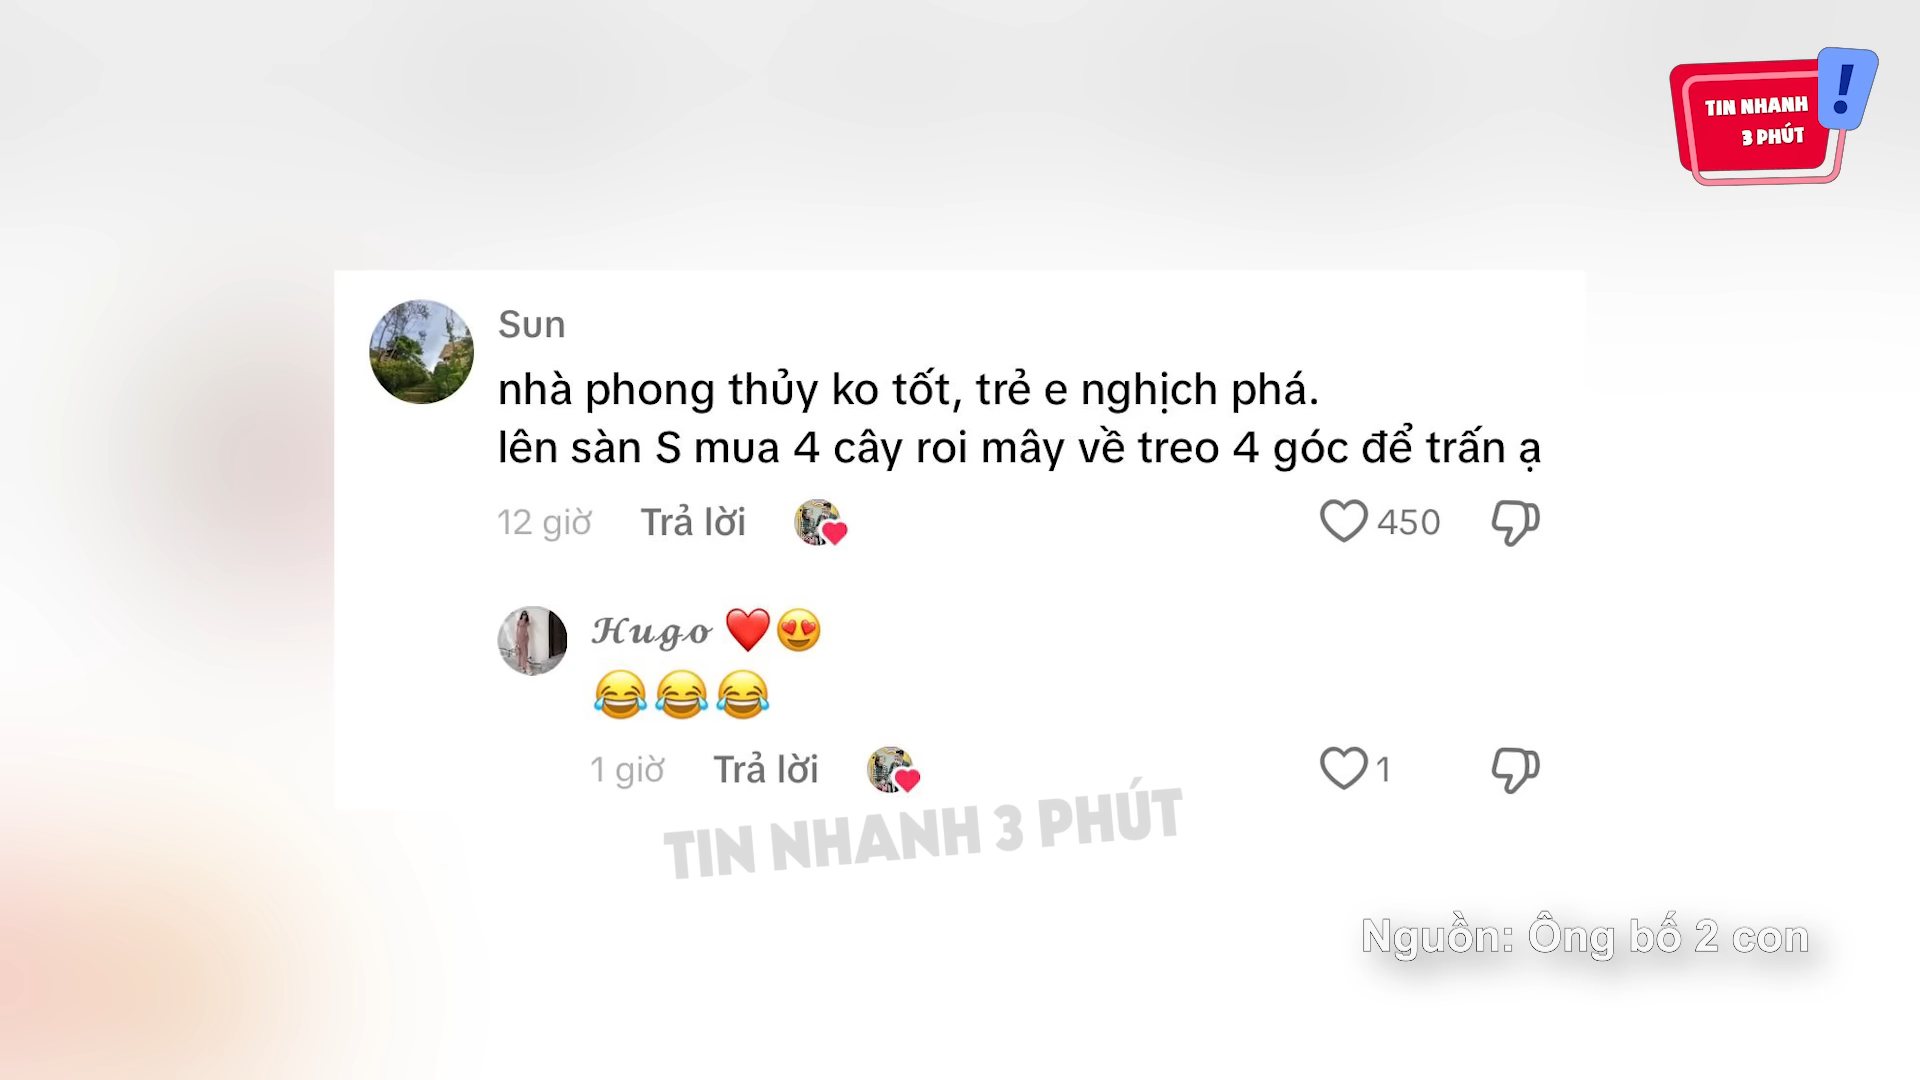 TIN NHANH
3 PHÚT
Sun
nhà phong thủy ko tốt, trẻ e nghịch phá.
lên sàn S mua 4 cây roi mây về treo 4 góc để trấn ạ
12 giờ Trả lời 450
𝓗𝓾𝓰𝓸 ❤️😍
😂😂😂
1 giờ Trả lời 1
TIN NHANH 3 PHÚT
Nguồn: Ông bố 2 con